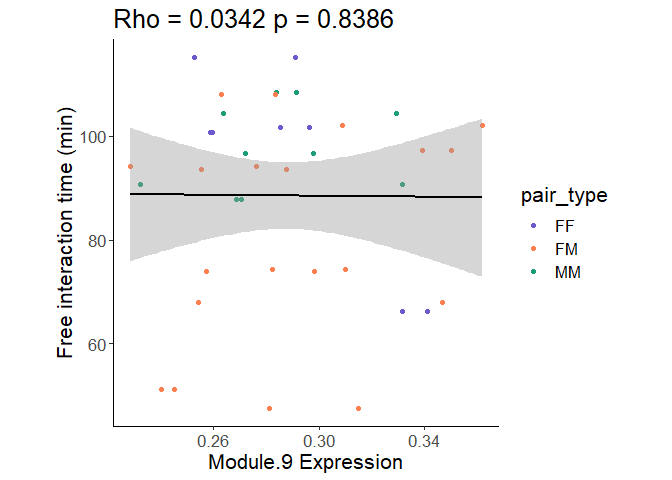 Rho = 0.0342 p = 0.8386
Free interaction time (min)
100
80
60
0.26 0.30 0.34
Module.9 Expression
pair_type
FF
FM
MM